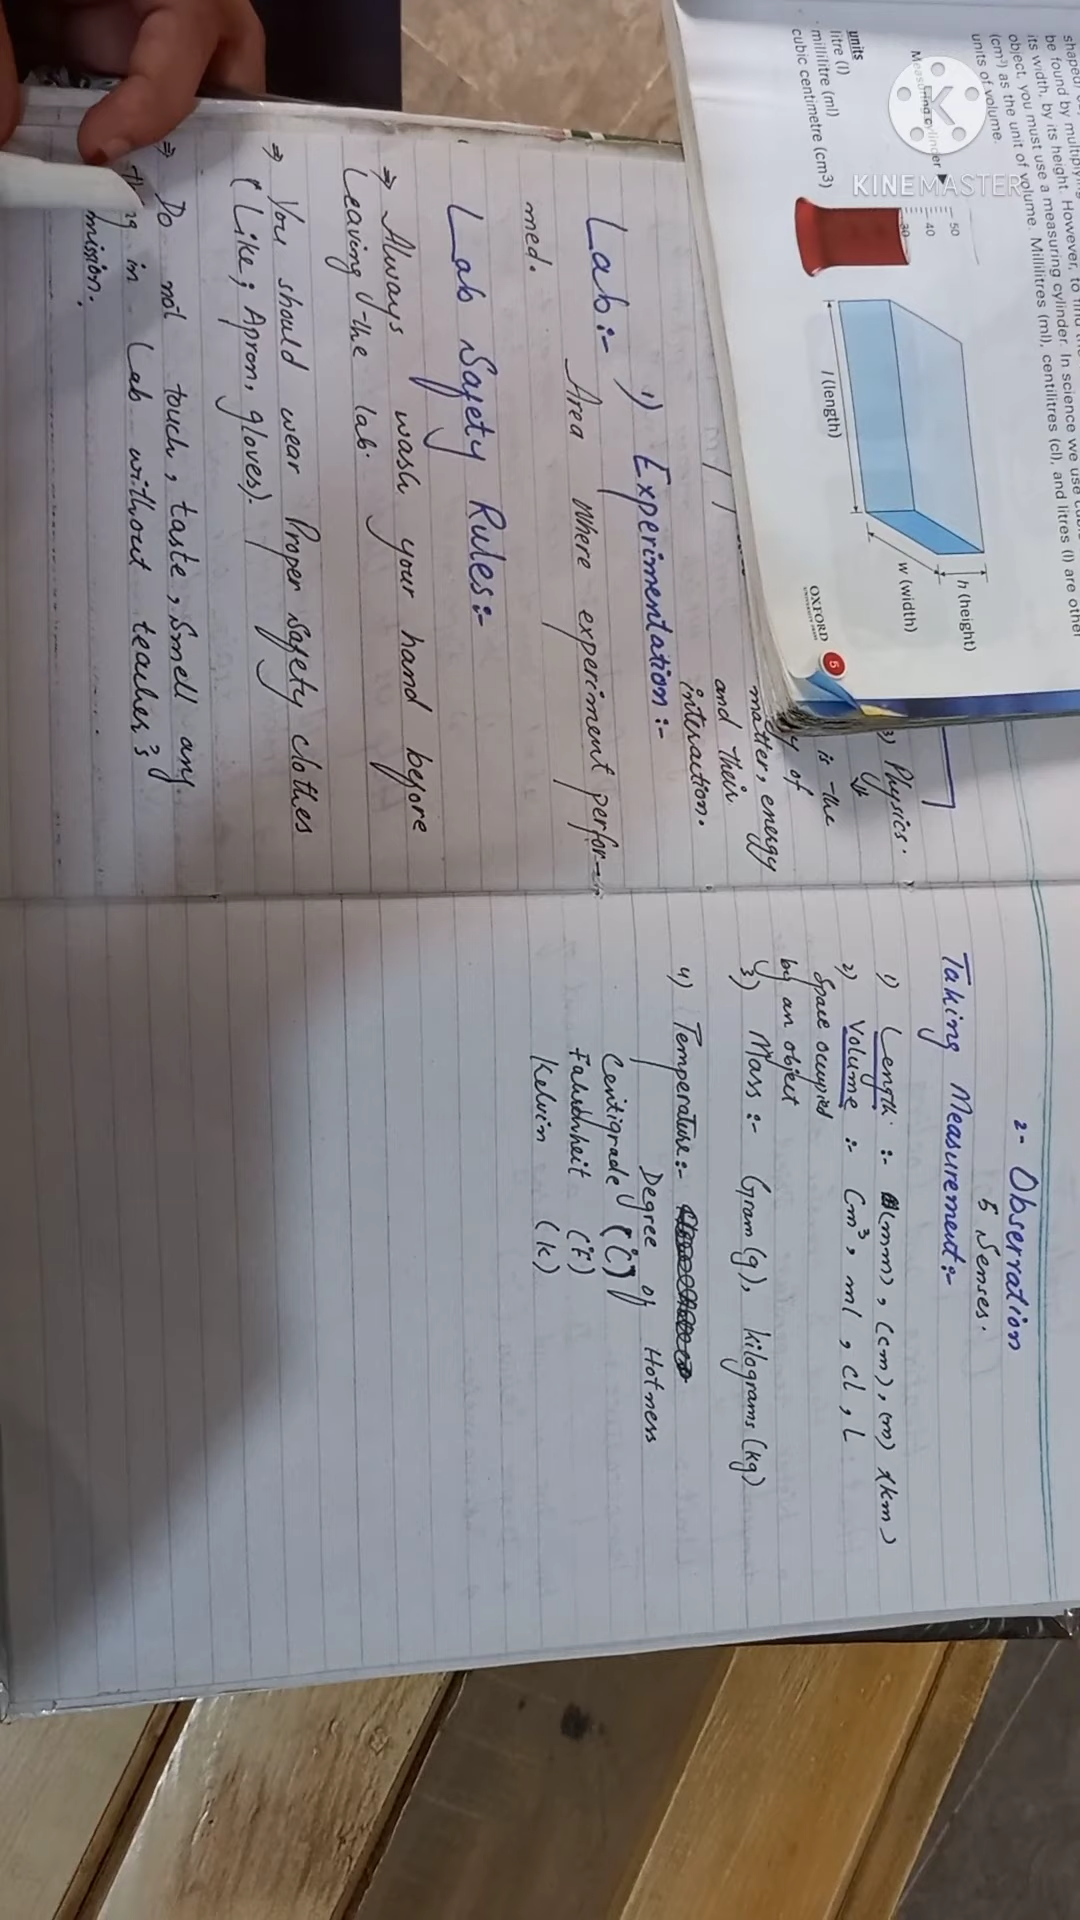 be found by multiply
its width, by its height. However, to find
object, you must use a measuring cylinder. In science we use
(cm³) as the unit of volume. Millilitres (ml), centilitres (cl), and litres (l) are other
units of volume.
Measuring cylinder
units
litre (l)
millilitre (ml)
cubic centimetre (cm3)
50
40
30
l (length)
w (width)
h (height)
OXFORD
UNIVERSITY PRESS
5
KINEMASTER
3) Physics.
is the
of
matter, energy
and their
interaction.
1) Experimentation :-
Lab :-
Area Where experiment perfor-
med.
Lab Safety Rules:-
⇒ Always wash your hand before
Leaving the lab.
⇒ You should wear Proper Safety clothes
(Like; Apron, gloves).
⇒ Do not touch, taste, Smell any
in Lab without teacher's
mission.
2- Observation
5 Senses.
Taking Measurement:-
1) Length :- (mm), (cm), (m) (km)
2) Volume :- Cm³, ml, cl, L
Space occupied
by an object
3) Mass :- Gram (g), kilograms (kg)
4) Temperature:-
Degree of Hotness
Centigrade (°C)
Fahrenheit (°F)
Kelvin (K)